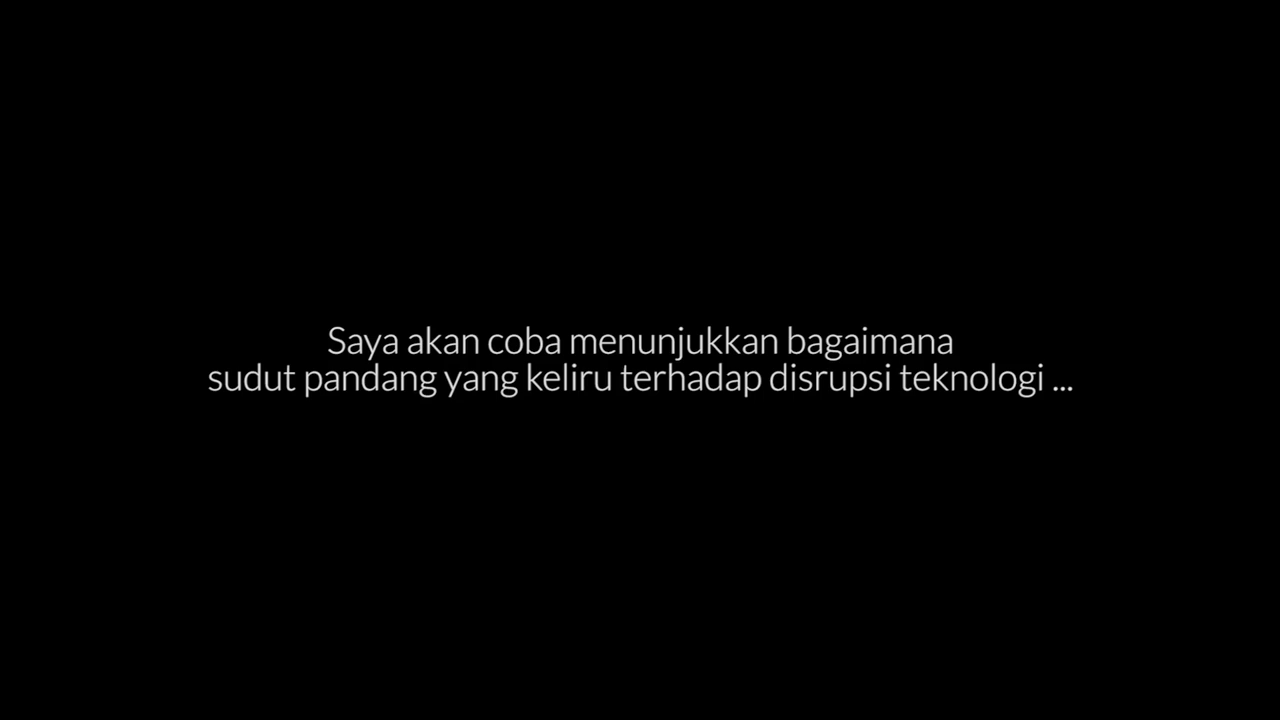 Saya akan coba menunjukkan bagaimana
sudut pandang yang keliru terhadap disrupsi teknologi ...